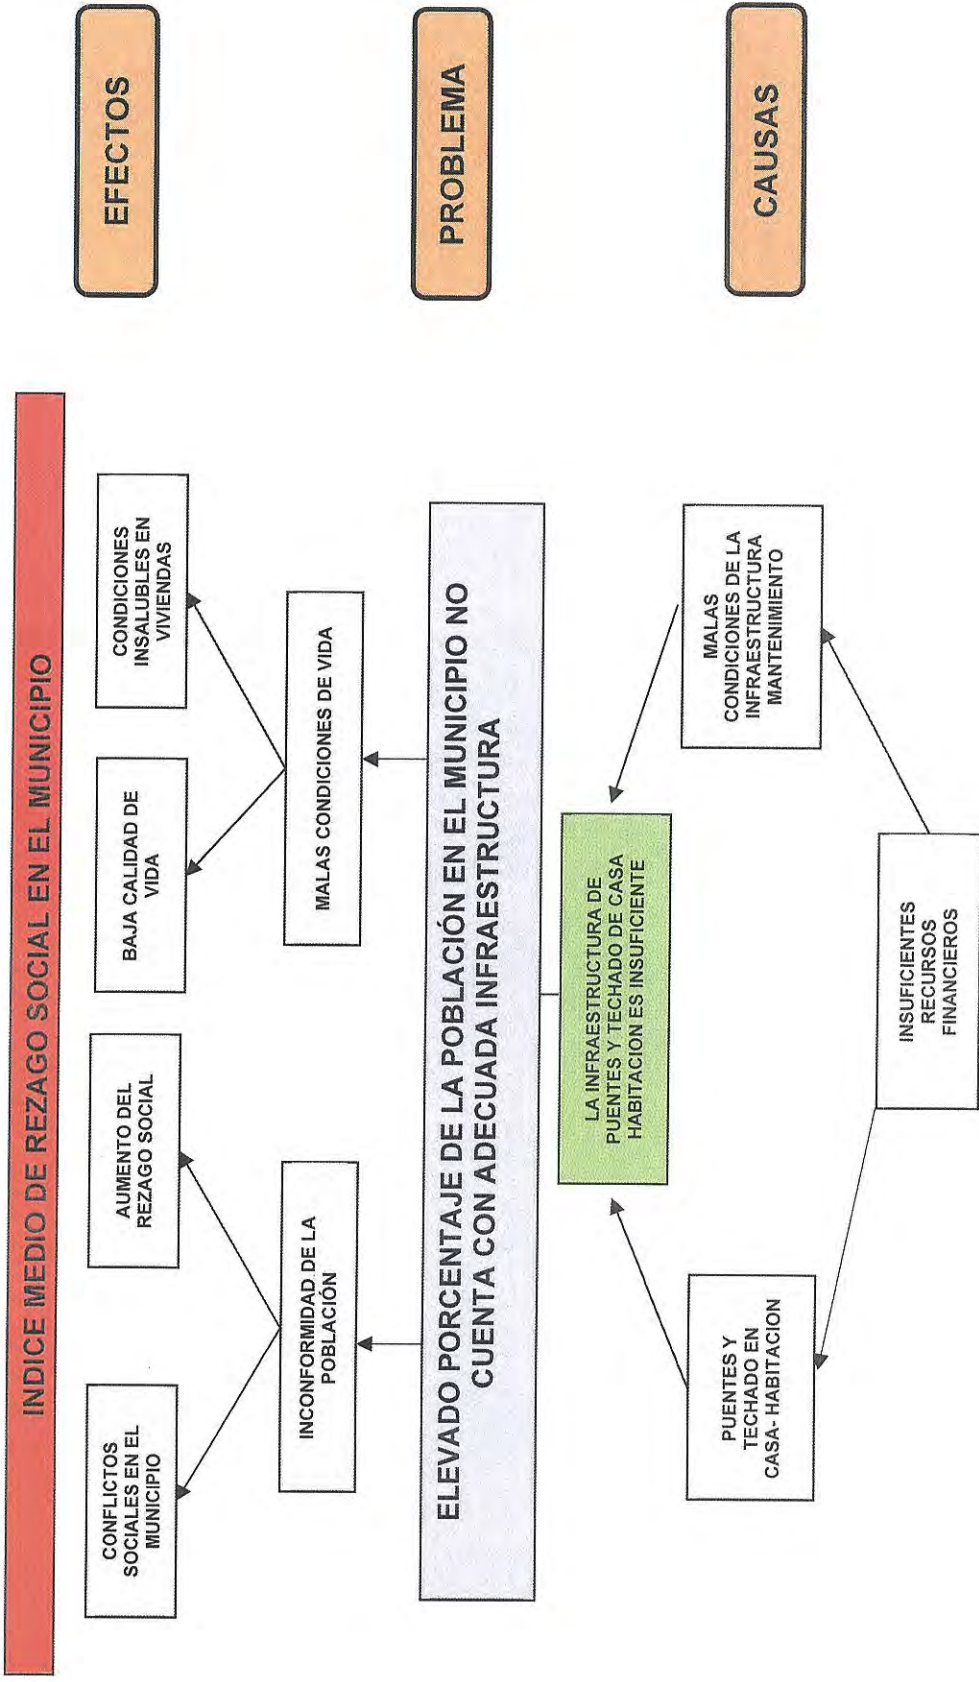 INDICE MEDIO DE REZAGO SOCIAL EN EL MUNICIPIO
EFECTOS
CONFLICTOS
SOCIALES EN EL
MUNICIPIO
AUMENTO DEL
REZAGO SOCIAL
BAJA CALIDAD DE
VIDA
CONDICIONES
INSALUBLES EN
VIVIENDAS
INCONFORMIDAD DE LA
POBLACIÓN
MALAS CONDICIONES DE VIDA
PROBLEMA
ELEVADO PORCENTAJE DE LA POBLACIÓN EN EL MUNICIPIO NO
CUENTA CON ADECUADA INFRAESTRUCTURA
LA INFRAESTRUCTURA DE
PUENTES Y TECHADO DE CASA
HABITACION ES INSUFICIENTE
CAUSAS
PUENTES Y
TECHADO EN
CASA- HABITACION
MALAS
CONDICIONES DE LA
INFRAESTRUCTURA
MANTENIMIENTO
INSUFICIENTES
RECURSOS
FINANCIEROS